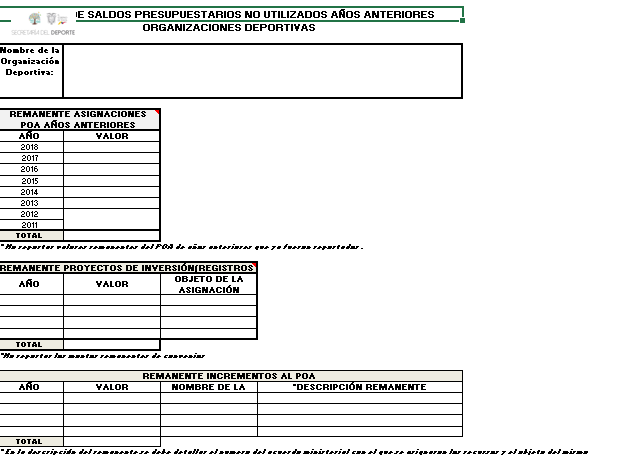 DE SALDOS PRESUPUESTARIOS NO UTILIZADOS AÑOS ANTERIORES
ORGANIZACIONES DEPORTIVAS
SECRETARÍA DEL DEPORTE
Nombre de la
Organización
Deportiva:
REMANENTE ASIGNACIONES
POA AÑOS ANTERIORES
AÑO VALOR
2018
2017
2016
2015
2014
2013
2012
2011
TOTAL
*No reportar valores remanentes del POA de años anteriores que ya fueron reportados.
REMANENTE PROYECTOS DE INVERSIÓN(REGISTROS
AÑO VALOR OBJETO DE LA
ASIGNACIÓN
TOTAL
*No reportar los montos remanentes de convenios
REMANENTE INCREMENTOS AL POA
AÑO VALOR NOMBRE DE LA *DESCRIPCIÓN REMANENTE
TOTAL
*En la descripción del remanente se debe detallar el numero del acuerdo ministerial con el que se asignaron los recursos y el objeto del mismo